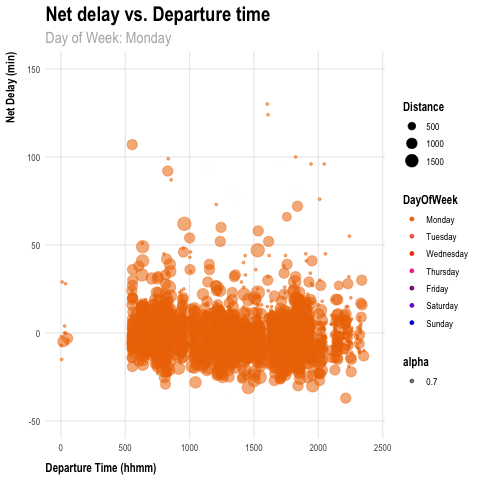 Net delay vs. Departure time
Day of Week: Monday
Net Delay (min)
150
100
50
0
-50
0
500
1000
1500
2000
2500
Departure Time (hhmm)
Distance
500
1000
1500
DayOfWeek
Monday
Tuesday
Wednesday
Thursday
Friday
Saturday
Sunday
alpha
0.7